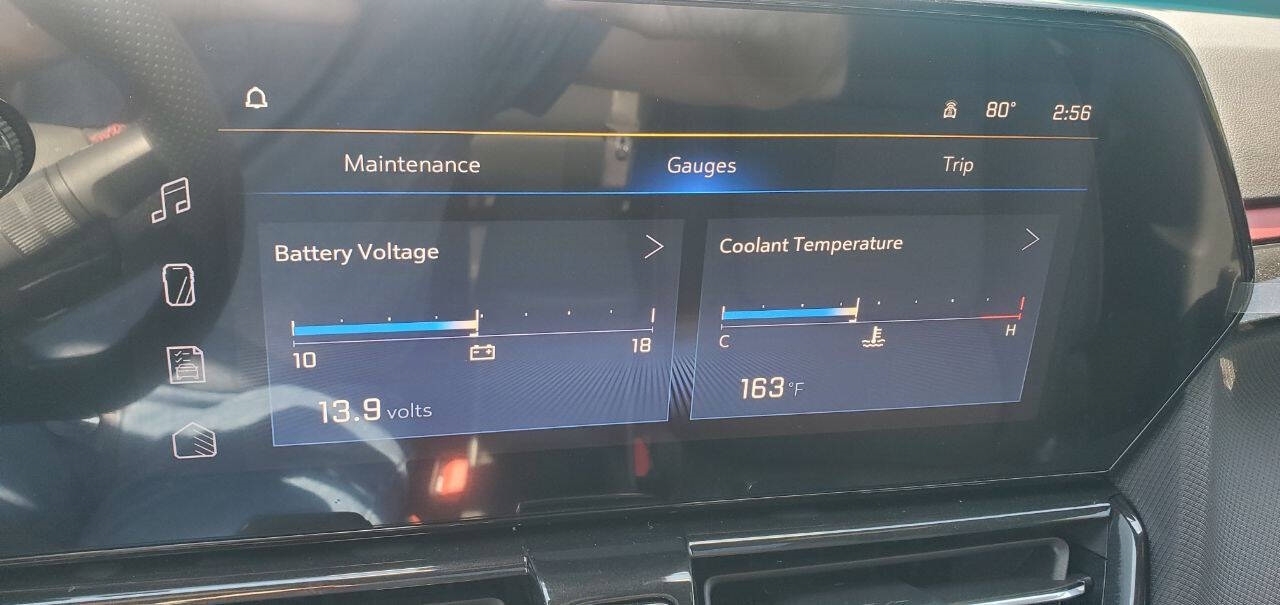 80° 2:56
Maintenance Gauges Trip
Battery Voltage
10 18
13.9 volts
Coolant Temperature
C H
163 °F